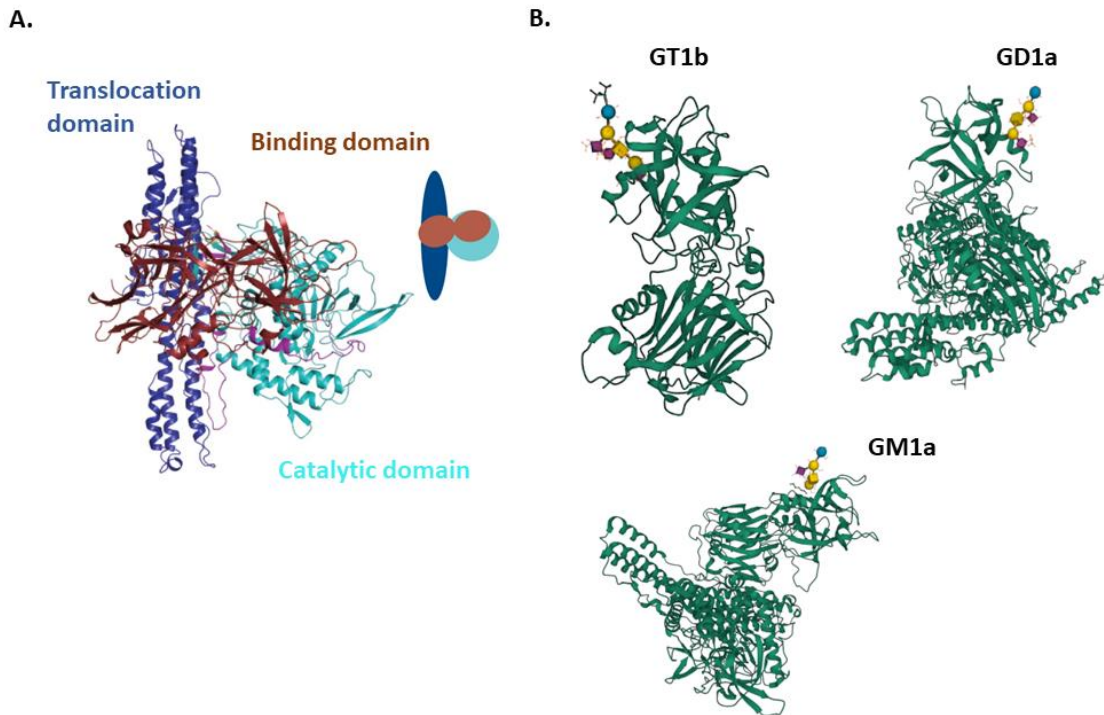 A.
B.
Translocation
domain
Binding domain
Catalytic domain
GT1b
GD1a
GM1a